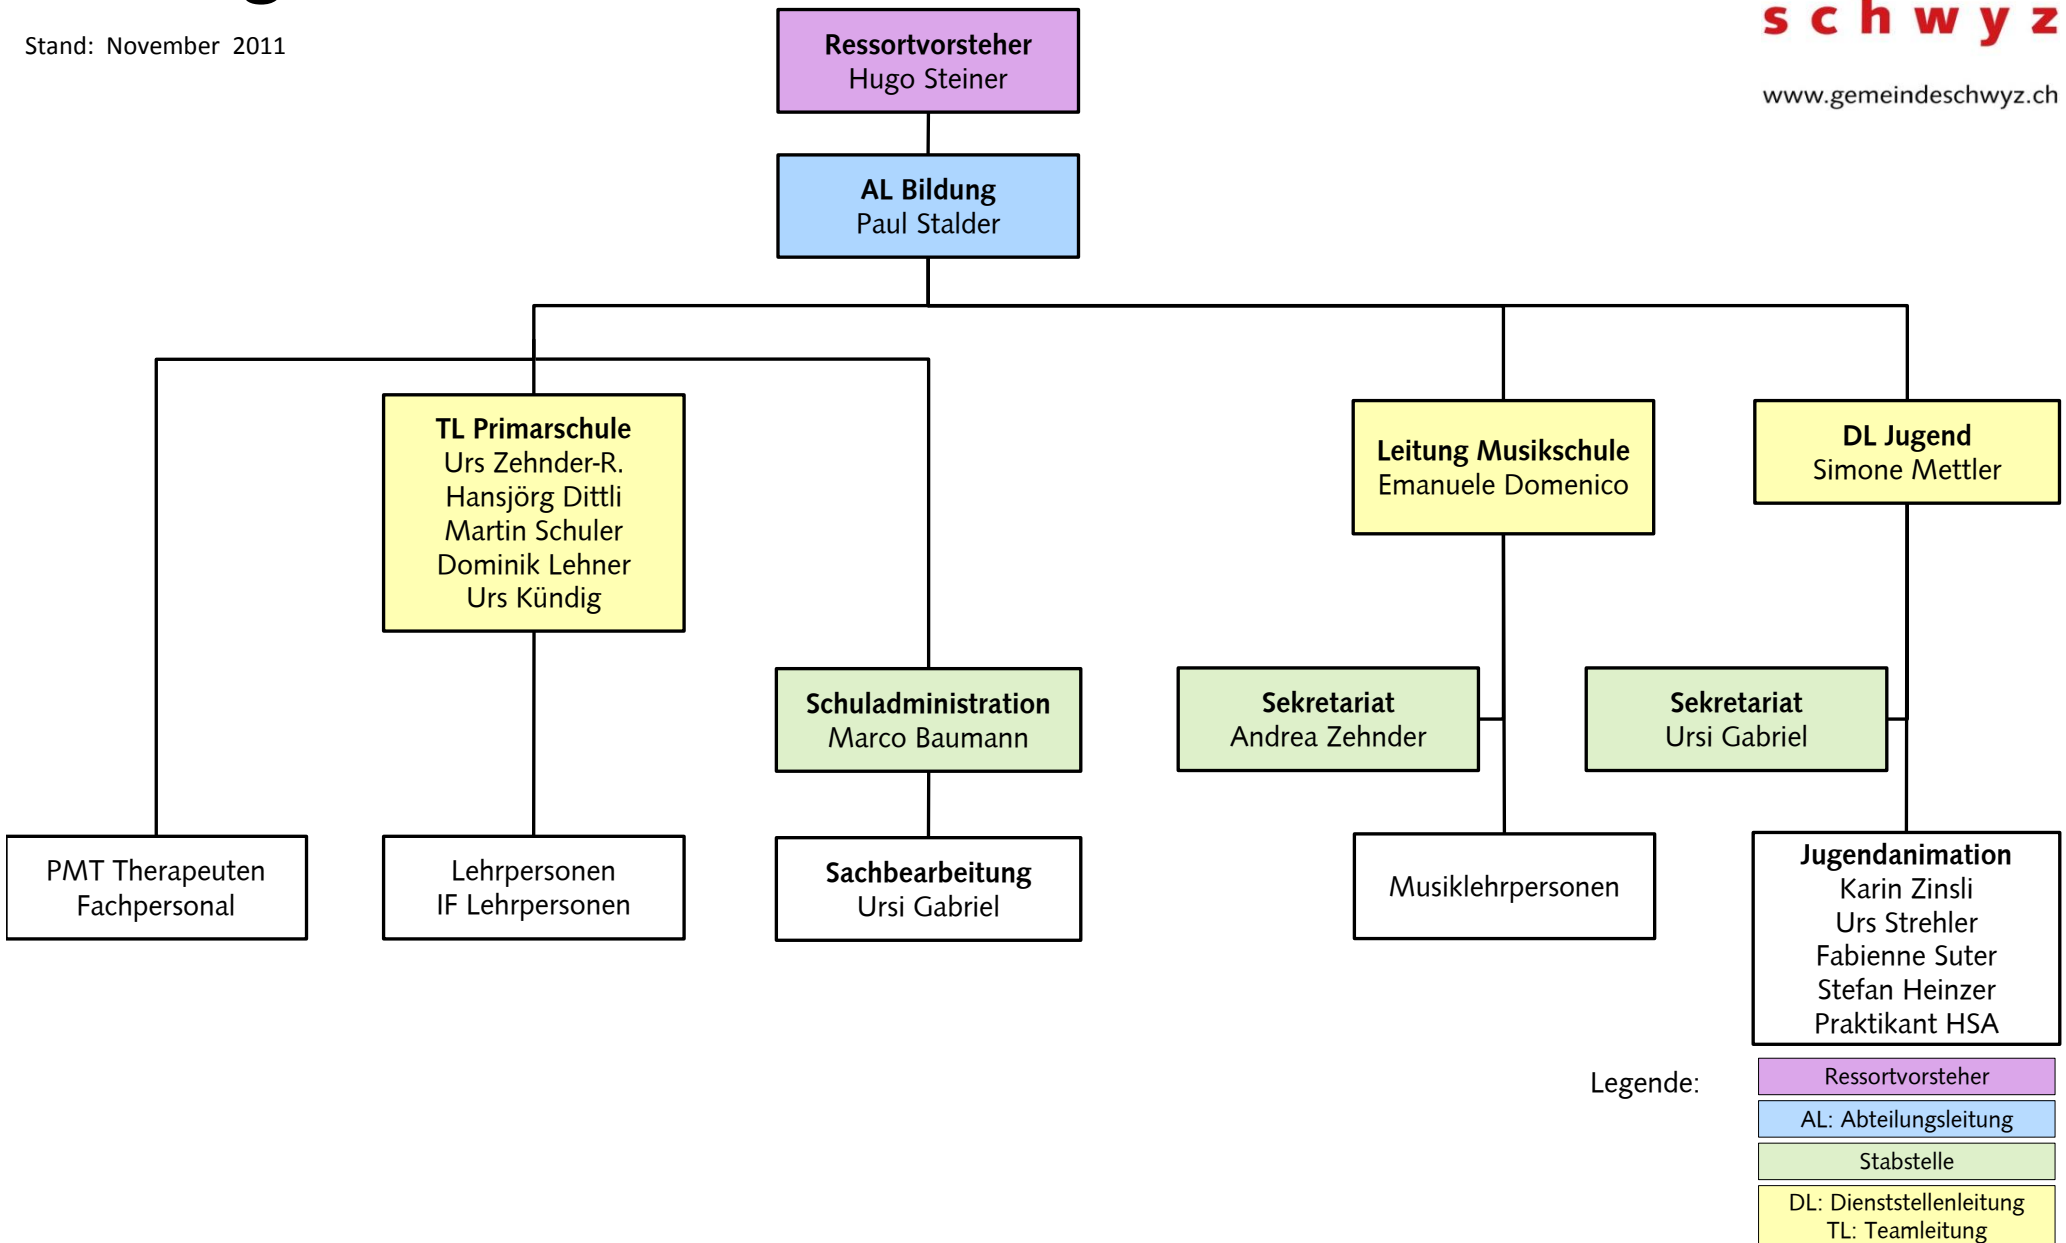 Stand: November 2011
schwyz
www.gemeindeschwyz.ch
Ressortvorsteher
Hugo Steiner
AL Bildung
Paul Stalder
TL Primarschule
Urs Zehnder-R.
Hansjörg Dittli
Martin Schuler
Dominik Lehner
Urs Kündig
Leitung Musikschule
Emanuele Domenico
DL Jugend
Simone Mettler
Schuladministration
Marco Baumann
Sekretariat
Andrea Zehnder
Sekretariat
Ursi Gabriel
PMT Therapeuten
Fachpersonal
Lehrpersonen
IF Lehrpersonen
Sachbearbeitung
Ursi Gabriel
Musiklehrpersonen
Jugendanimation
Karin Zinsli
Urs Strehler
Fabienne Suter
Stefan Heinzer
Praktikant HSA
Legende:
Ressortvorsteher
AL: Abteilungsleitung
Stabstelle
DL: Dienststellenleitung
TL: Teamleitung